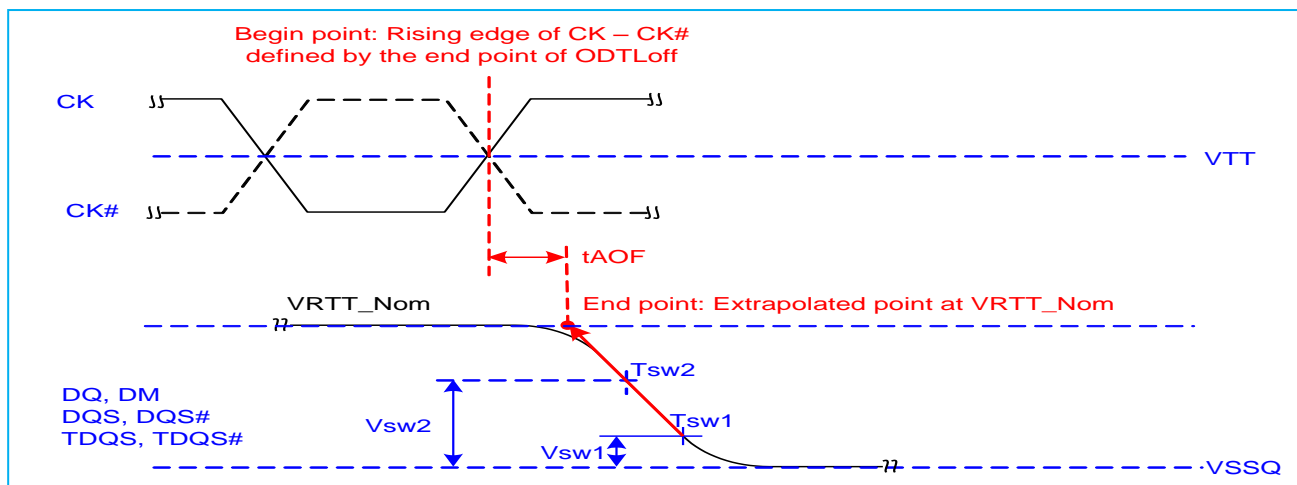 Begin point: Rising edge of CK – CK#
defined by the end point of ODTLoff
CK
VTT
CK#
tAOF
VRTT_Nom
End point: Extrapolated point at VRTT_Nom
Tsw2
DQ, DM
DQS, DQS#
TDQS, TDQS#
Vsw2
Tsw1
Vsw1
VSSQ